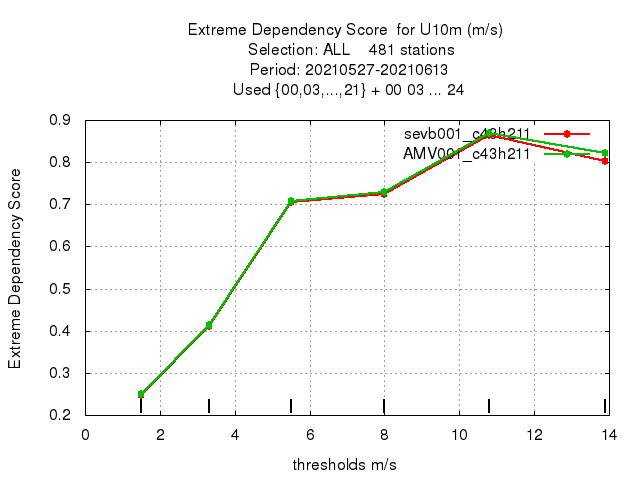 Extreme Dependency Score for U10m (m/s)
Selection: ALL 481 stations
Period: 20210527-20210613
Used {00,03,...,21} + 00 03 ... 24
sevb001_c43h211
AMV001_c43h211
Extreme Dependency Score
0.9
0.8
0.7
0.6
0.5
0.4
0.3
0.2
0 2 4 6 8 10 12 14
thresholds m/s